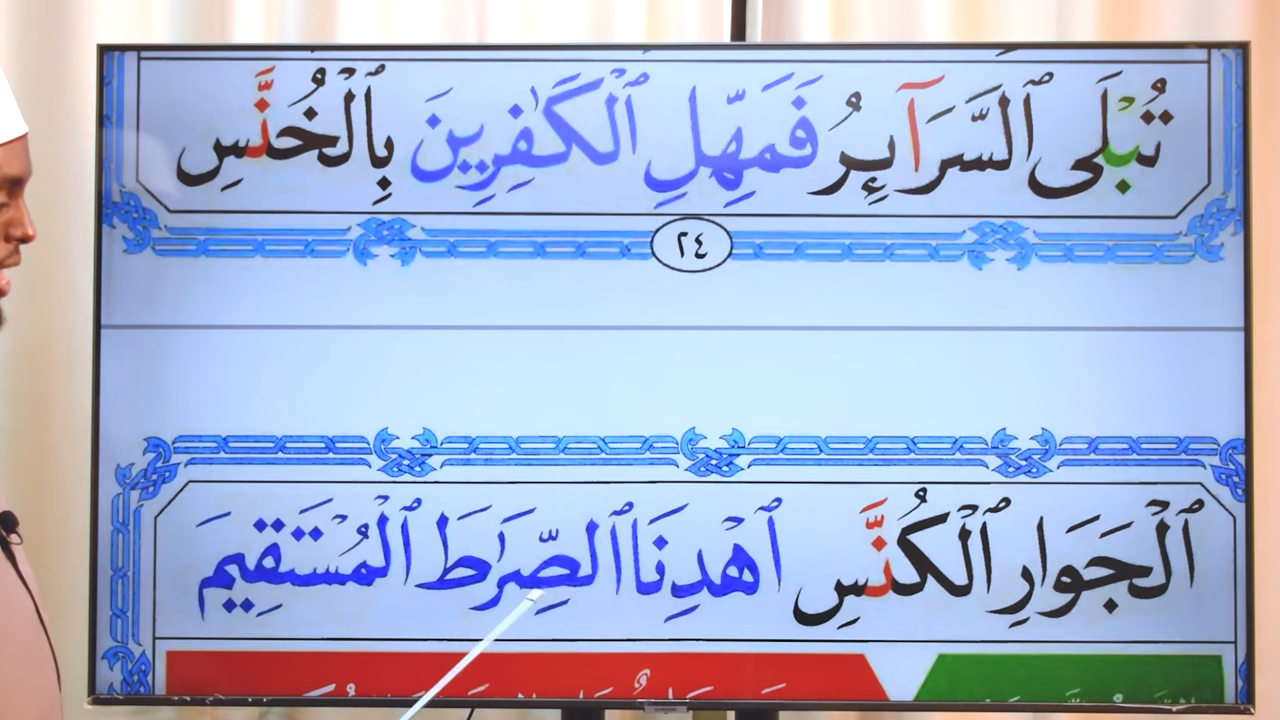 تُبْلَى ٱلسَّرَآئِرُ فَمَهِّلِ ٱلْكَٰفِرِينَ بِٱلْخُنَّسِ
٢٤
ٱلْجَوَارِ ٱلْكُنَّسِ ٱهْدِنَا ٱلصِّرَٰطَ ٱلْمُسْتَقِيمَ